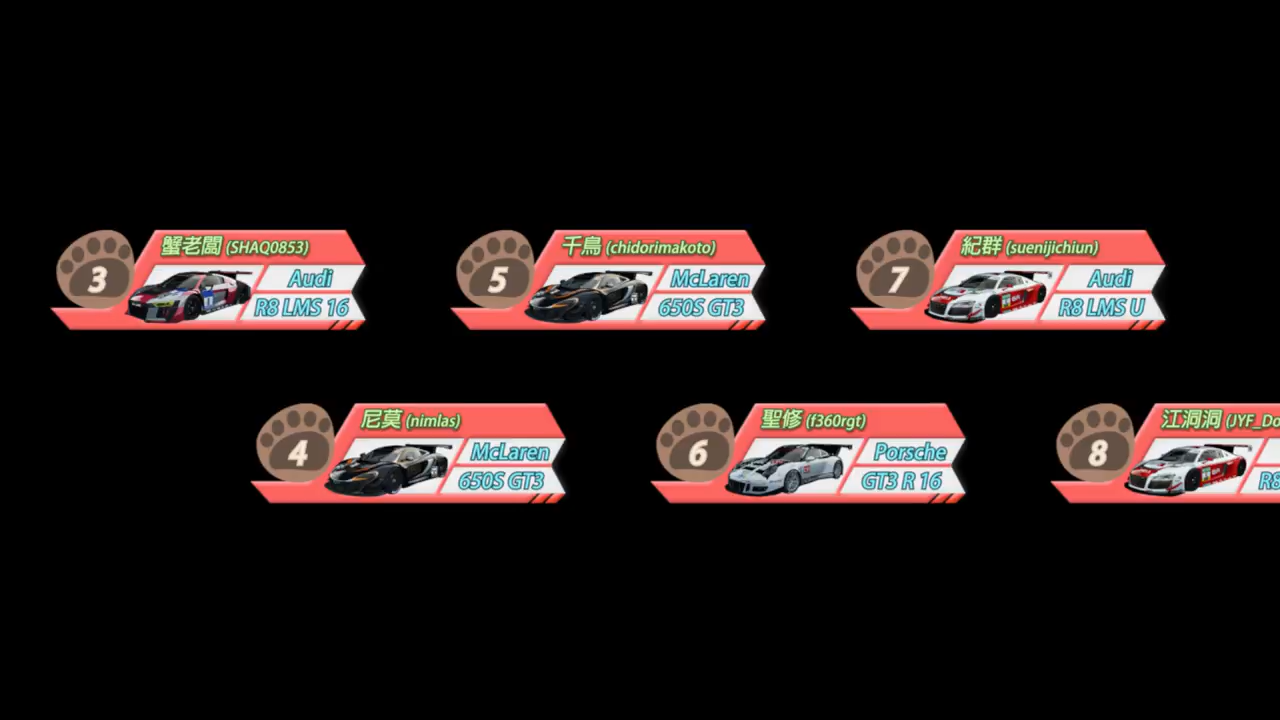 3
蟹老闆 (SHAQ0853)
Audi
R8 LMS 16
5
千鳥 (chidorimakoto)
McLaren
650S GT3
7
紀群 (suenijichiun)
Audi
R8 LMS U
4
尼莫 (nimlas)
McLaren
650S GT3
6
聖修 (f360rgt)
Porsche
GT3 R 16
8
江洞洞 (JYF_Do
R8